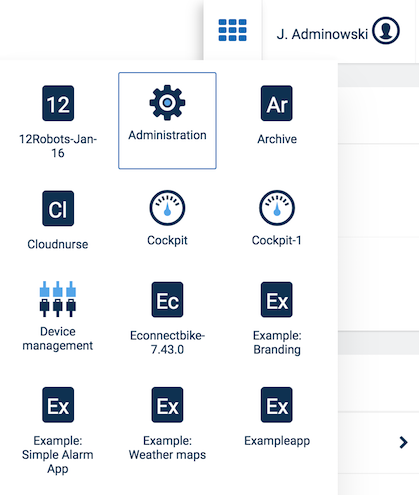 J. Adminowski
12
Ar
12Robots-Jan-
16
Administration
Archive
Cl
Cloudnurse
Cockpit
Cockpit-1
Ec
Ex
Device
management
Econnectbike-
7.43.0
Example:
Branding
Ex
Ex
Ex
Example:
Simple Alarm
App
Example:
Weather maps
Exampleapp